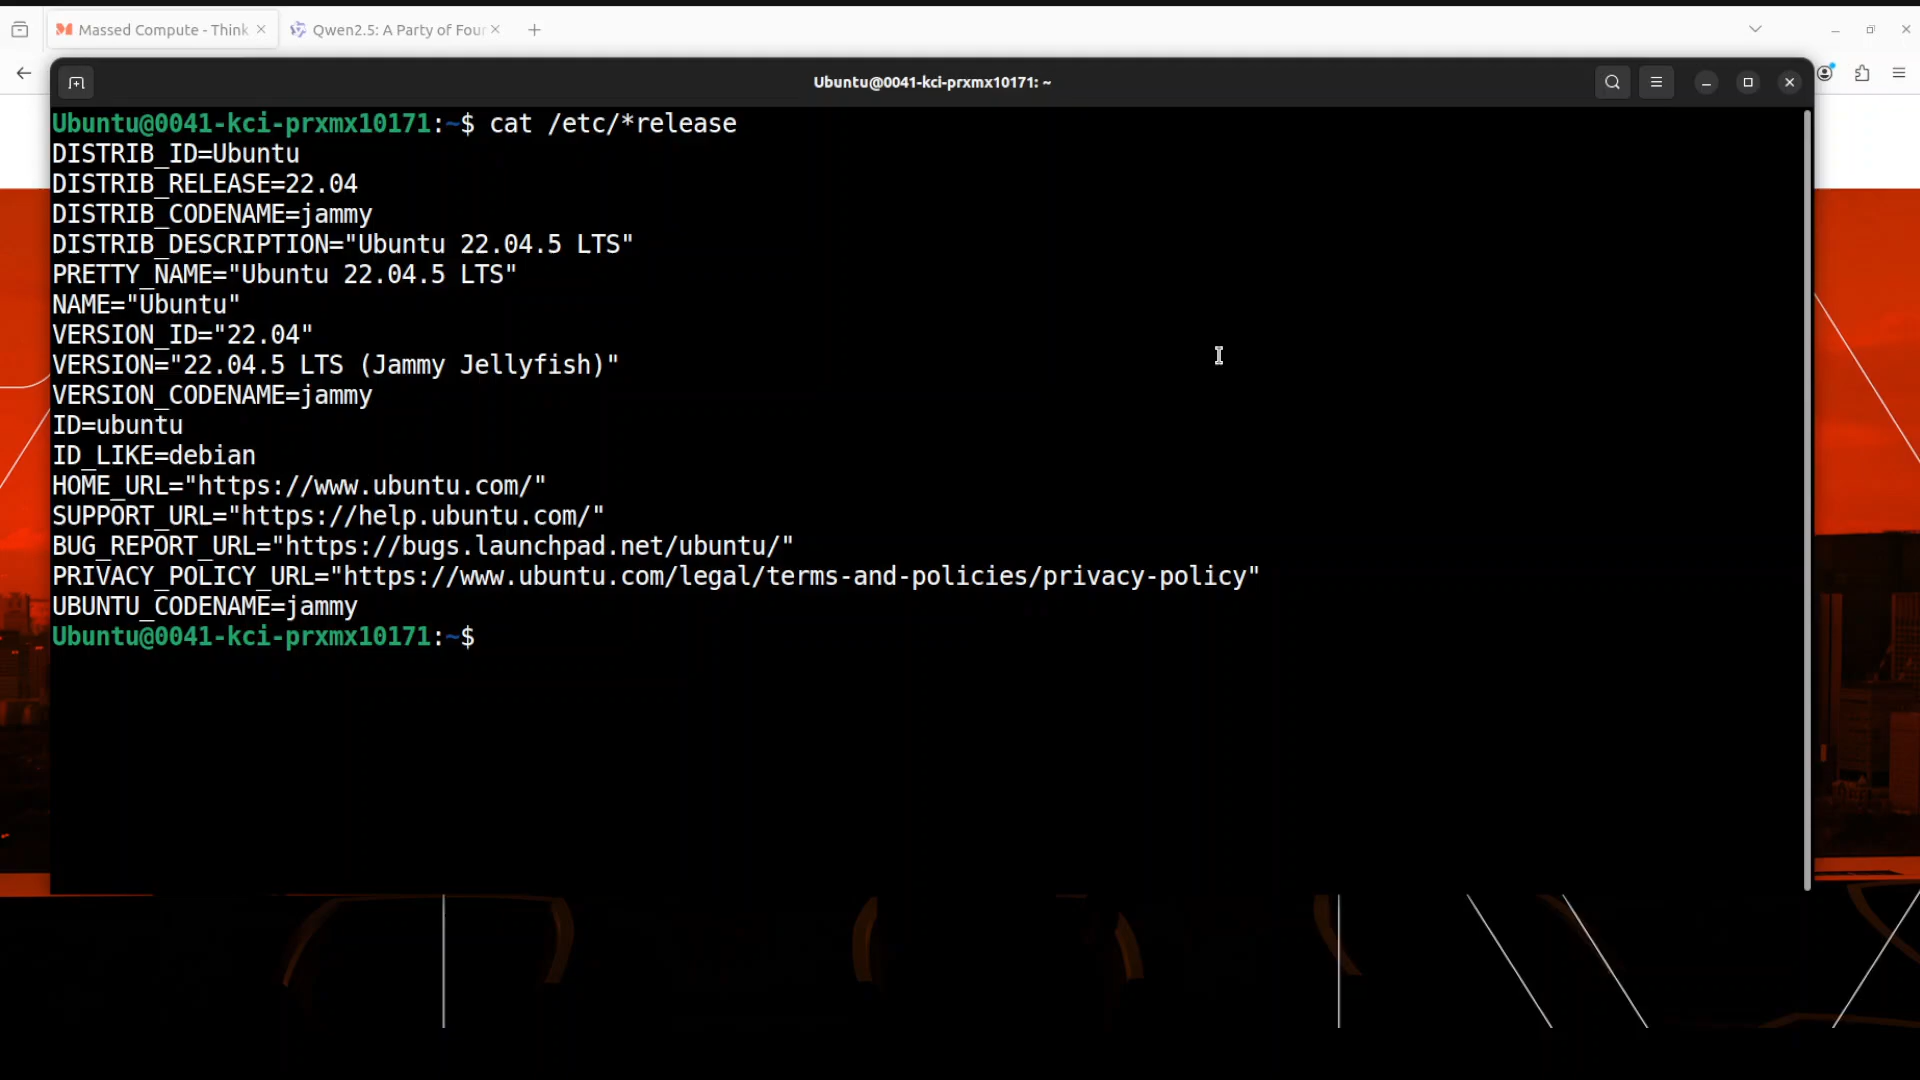 Massed Compute - Think
Qwen2.5: A Party of Four
Ubuntu@0041-kci-prxmx10171: ~
Ubuntu@0041-kci-prxmx10171:~$ cat /etc/*release
DISTRIB_ID=Ubuntu
DISTRIB_RELEASE=22.04
DISTRIB_CODENAME=jammy
DISTRIB_DESCRIPTION="Ubuntu 22.04.5 LTS"
PRETTY_NAME="Ubuntu 22.04.5 LTS"
NAME="Ubuntu"
VERSION_ID="22.04"
VERSION="22.04.5 LTS (Jammy Jellyfish)"
VERSION_CODENAME=jammy
ID=ubuntu
ID_LIKE=debian
HOME_URL="https://www.ubuntu.com/"
SUPPORT_URL="https://help.ubuntu.com/"
BUG_REPORT_URL="https://bugs.launchpad.net/ubuntu/"
PRIVACY_POLICY_URL="https://www.ubuntu.com/legal/terms-and-policies/privacy-policy"
UBUNTU_CODENAME=jammy
Ubuntu@0041-kci-prxmx10171:~$